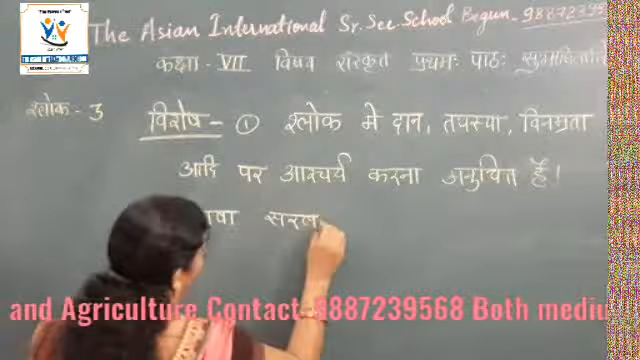 The Asian International Sr. Sec. School Begun - 98872395
कक्षा - VII विषय संस्कृत प्रथमः पाठः
श्लोक - 3 विशेष - ① श्लोक मे दान, तपस्या, विनम्रता
आदि पर आश्चर्य करना अनुचित है।
सरल
and Agriculture Contact 9887239568 Both mediu